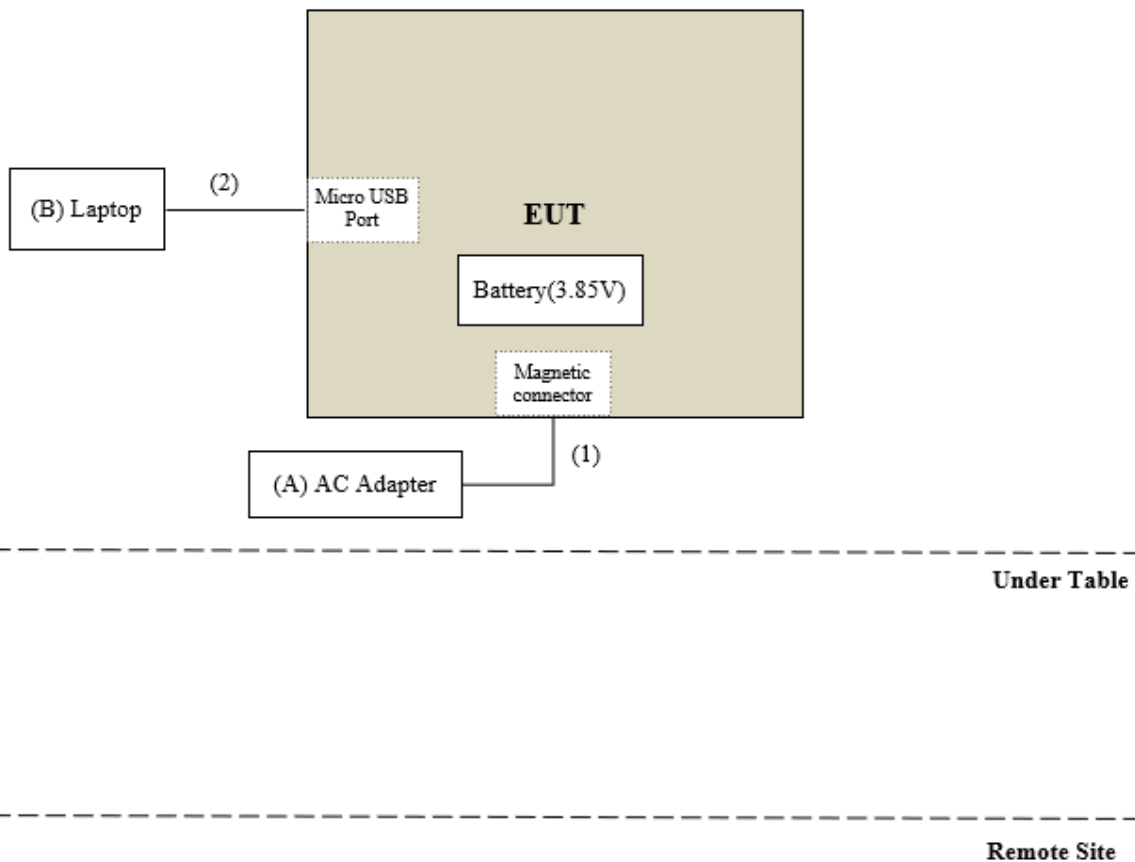 (2)
(B) Laptop
Micro USB
Port
EUT
Battery(3.85V)
Magnetic
connector
(1)
(A) AC Adapter
Under Table
Remote Site